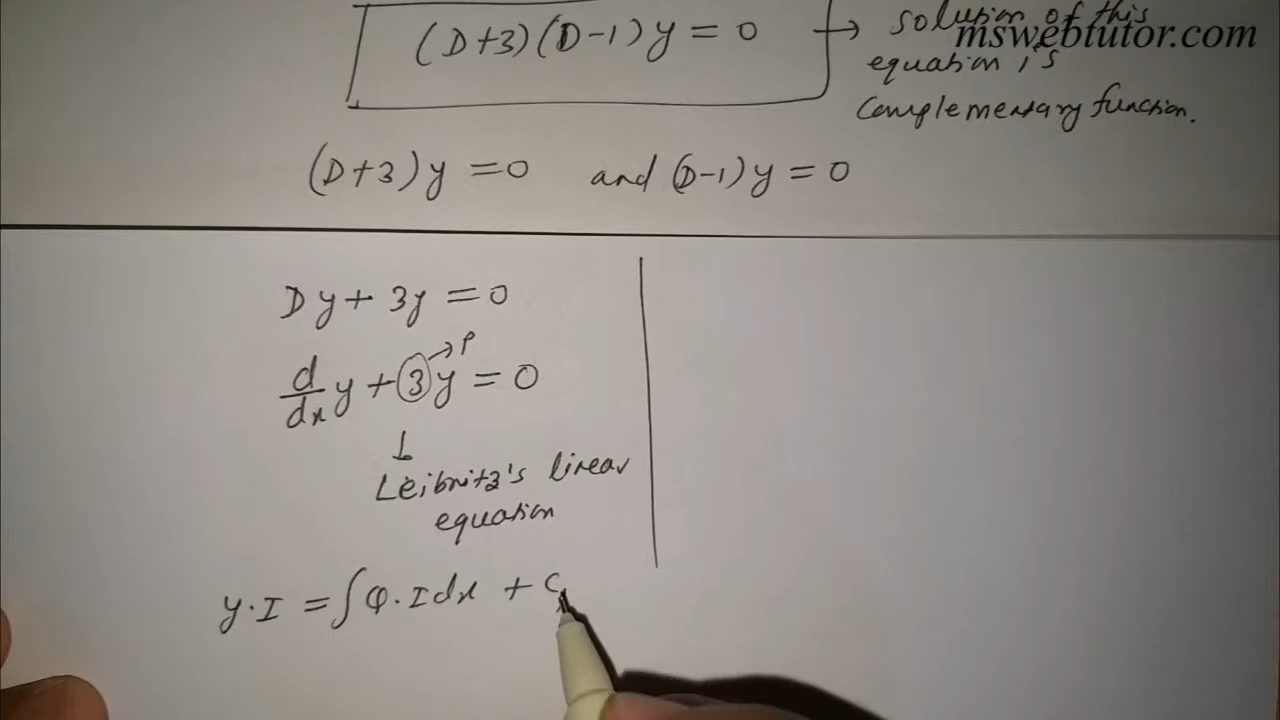 (D+3)(D-1)y = 0 → solution of this
mswebtutor.com
equation is
Complementary function.
(D+3)y = 0 and (D-1)y = 0
Dy + 3y = 0
→ P
d/dx y + 3y = 0
↓
Leibnitz's linear
equation
y·I = ∫ Q·I dx + C